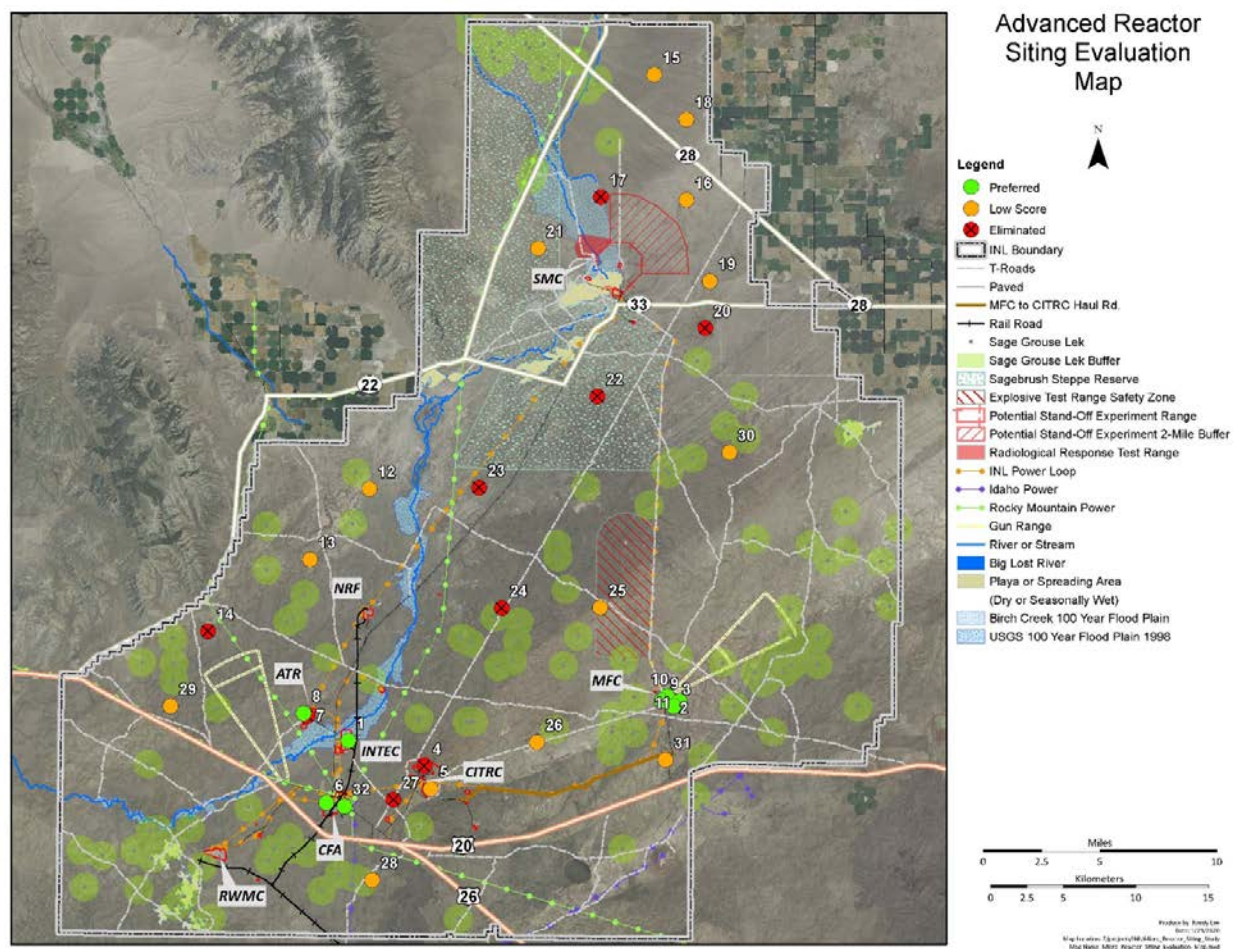 Advanced Reactor
Siting Evaluation
Map
N
Legend
Preferred
Low Score
Eliminated
INL Boundary
T-Roads
Paved
MFC to CITRC Haul Rd.
Rail Road
Sage Grouse Lek
Sage Grouse Lek Buffer
Sagebrush Steppe Reserve
Explosive Test Range Safety Zone
Potential Stand-Off Experiment Range
Potential Stand-Off Experiment 2-Mile Buffer
Radiological Response Test Range
INL Power Loop
Idaho Power
Rocky Mountain Power
Gun Range
River or Stream
Big Lost River
Playa or Spreading Area
(Dry or Seasonally Wet)
Birch Creek 100 Year Flood Plain
USGS 100 Year Flood Plain 1998
15
18
28
17
16
21
SMC
19
33
28
20
22
22
30
12
23
13
NRF
24
25
14
MFC
10
9
3
11
2
ATR
29
8
7
1
26
INTEC
31
4
5
CITRC
27
6
32
CFA
20
28
RWMC
26
Miles
0
2.5
5
10
Kilometers
0
2.5
5
10
15